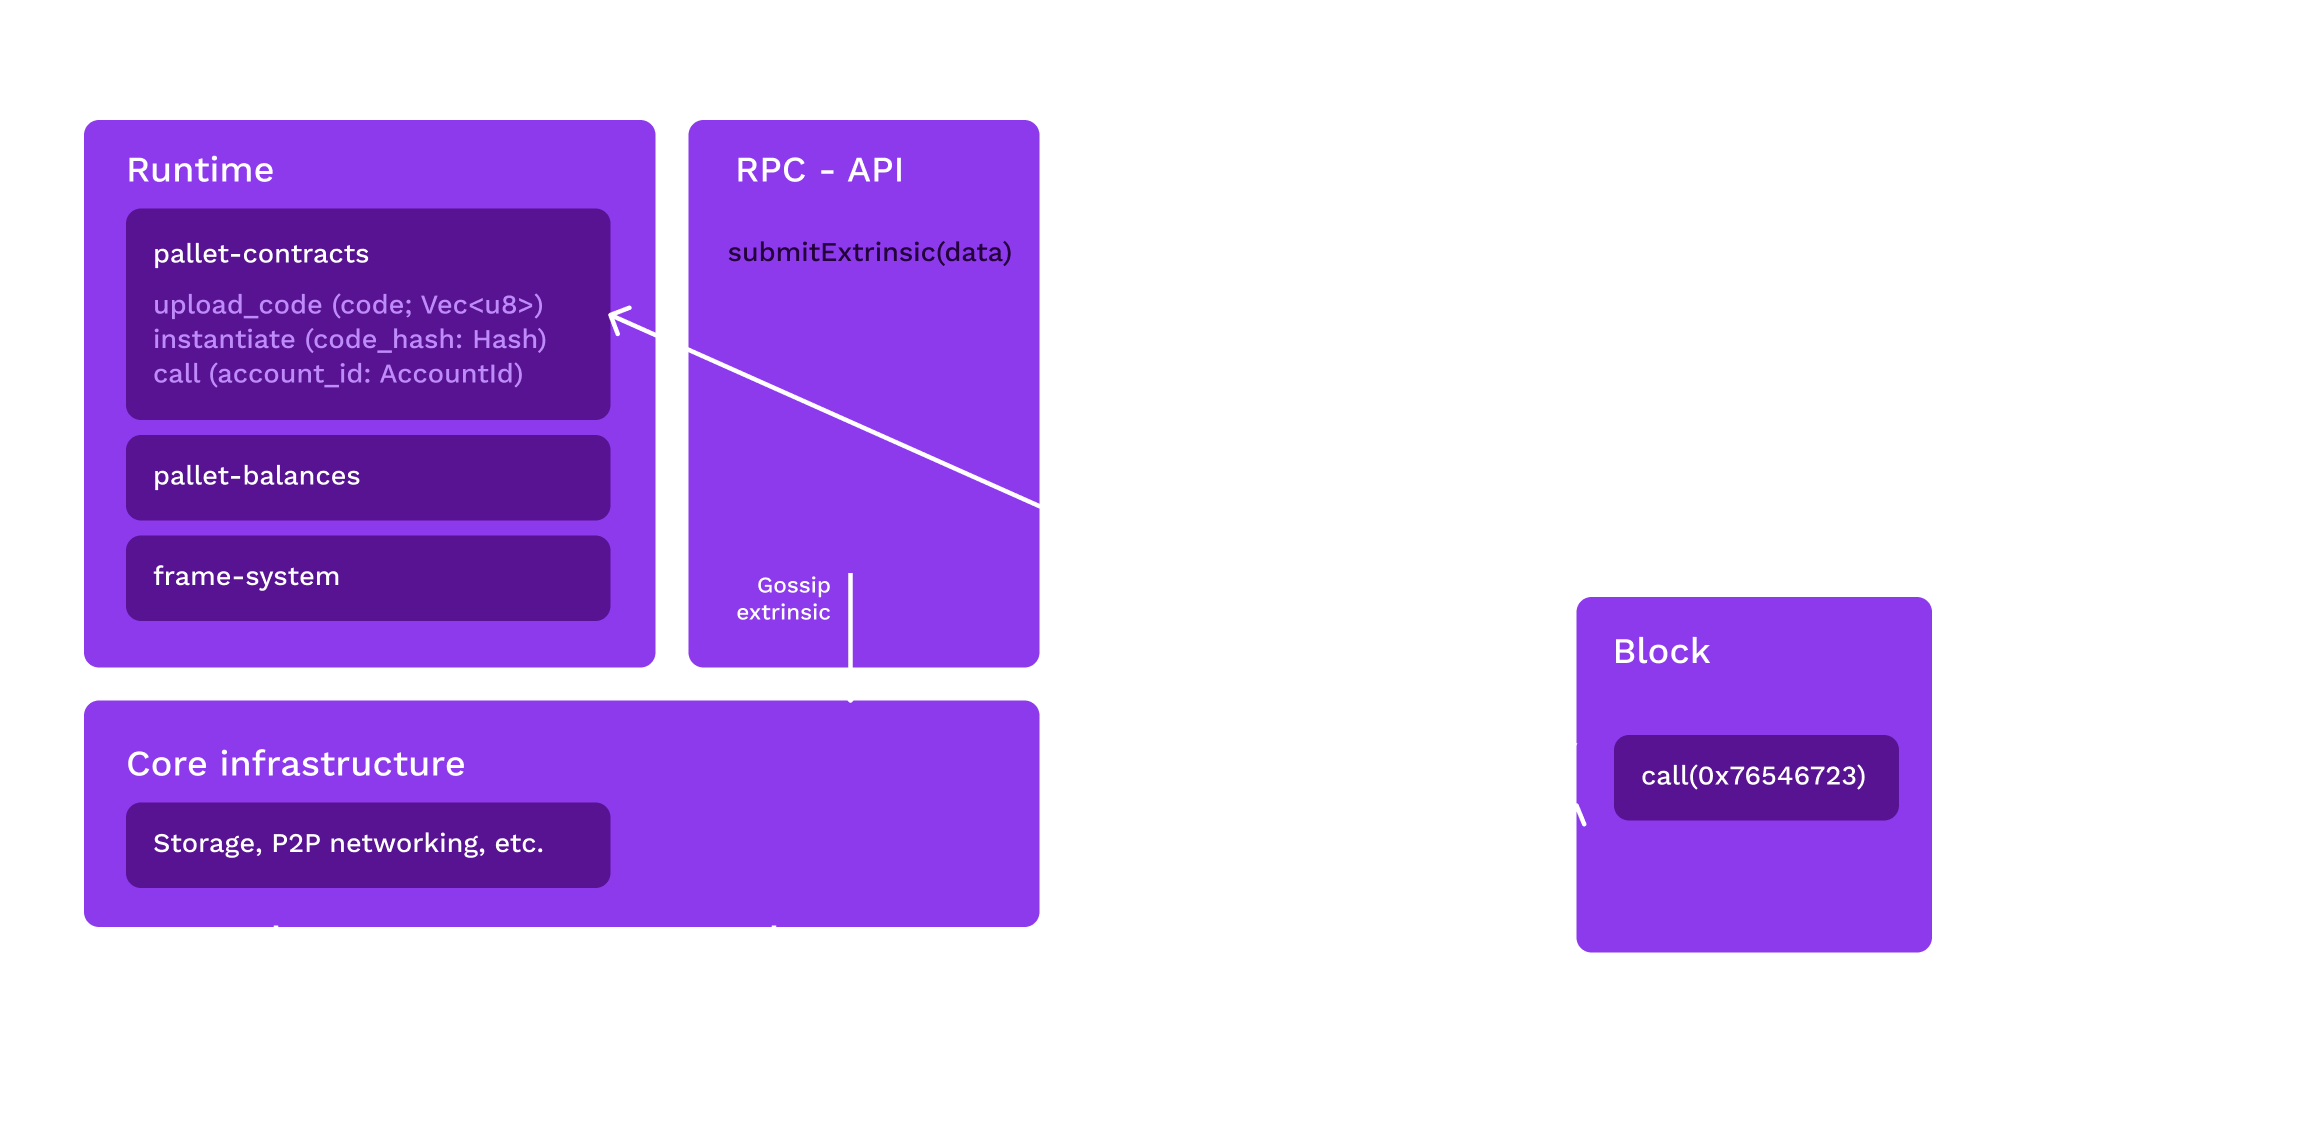 Runtime
pallet-contracts
upload_code (code; Vec<u8>)
instantiate (code_hash: Hash)
call (account_id: AccountId)
pallet-balances
frame-system
RPC - API
submitExtrinsic(data)
Gossip
extrinsic
Core infrastructure
Storage, P2P networking, etc.
Block
call(0x76546723)